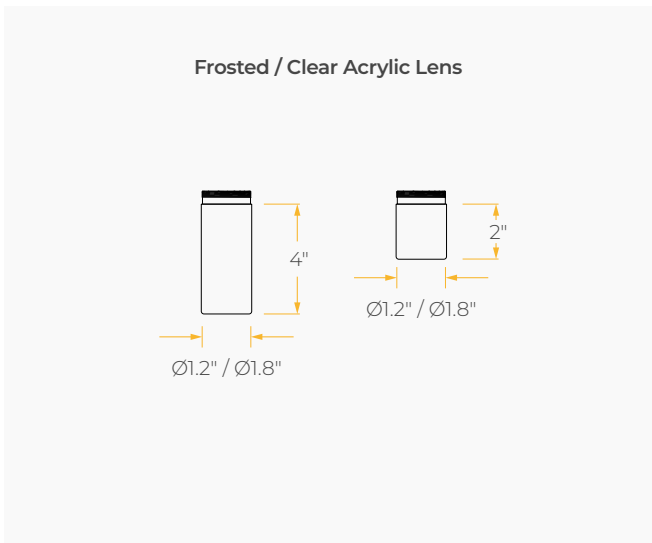 Frosted / Clear Acrylic Lens
4"
2"
Ø1.2" / Ø1.8"
Ø1.2" / Ø1.8"